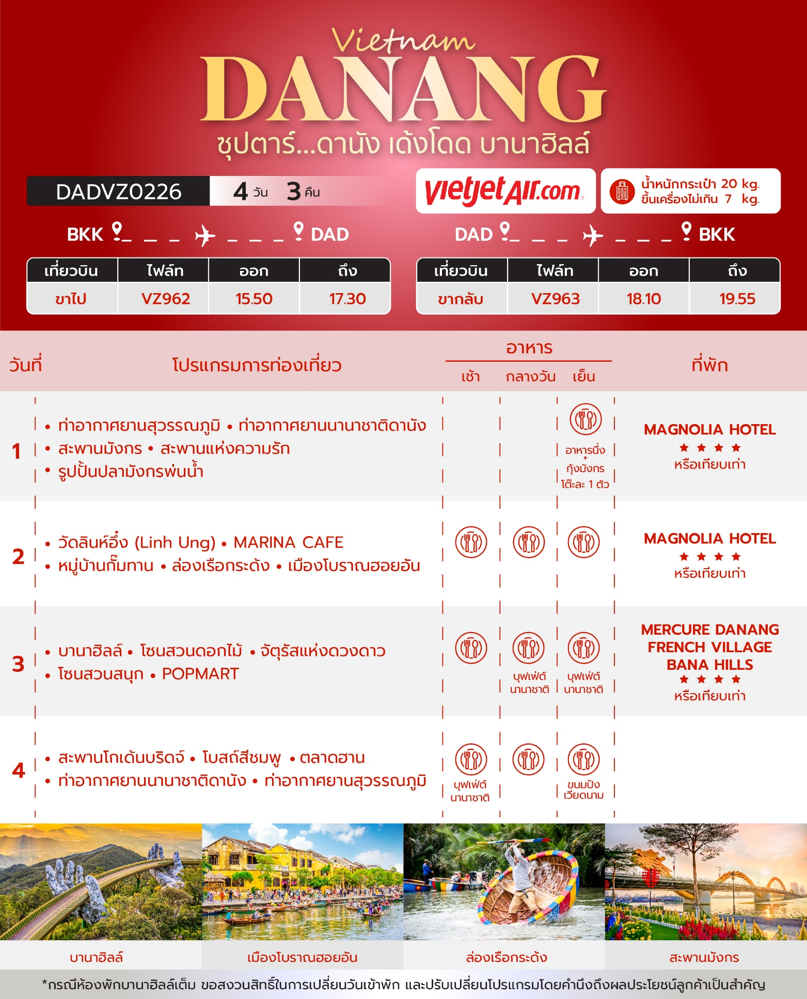 Vietnam
DANANG
ซุปตาร์...ดานัง เด้งโดด บานาฮิลล์
DADVZ0226 4 วัน 3 คืน
vietjetAir.com
น้ำหนักกระเป๋า 20 kg.
ขึ้นเครื่องไม่เกิน 7 kg.
BKK DAD
เที่ยวบิน ไฟล์ท ออก ถึง
ขาไป VZ962 15.50 17.30
DAD BKK
เที่ยวบิน ไฟล์ท ออก ถึง
ขากลับ VZ963 18.10 19.55
วันที่ โปรแกรมการท่องเที่ยว อาหาร ที่พัก
เช้า กลางวัน เย็น
1
• ท่าอากาศยานสุวรรณภูมิ • ท่าอากาศยานนานาชาติดานัง
• สะพานมังกร • สะพานแห่งความรัก
• รูปปั้นปลามังกรพ่นน้ำ
อาหารนึ่ง
+
กุ้งมังกร
โต๊ะละ 1 ตัว
MAGNOLIA HOTEL
★ ★ ★ ★
หรือเทียบเท่า
2
• วัดลินห์อึ๋ง (Linh Ung) • MARINA CAFE
• หมู่บ้านกั๊มทาน • ล่องเรือกระด้ง • เมืองโบราณฮอยอัน
MAGNOLIA HOTEL
★ ★ ★ ★
หรือเทียบเท่า
3
• บานาฮิลล์ • โซนสวนดอกไม้ • จัตุรัสแห่งดวงดาว
• โซนสวนสนุก • POPMART
บุฟเฟ่ต์
นานาชาติ
บุฟเฟ่ต์
นานาชาติ
MERCURE DANANG
FRENCH VILLAGE
BANA HILLS
★ ★ ★ ★
หรือเทียบเท่า
4
• สะพานโกเด้นบริดจ์ • โบสถ์สีชมพู • ตลาดฮาน
• ท่าอากาศยานนานาชาติดานัง • ท่าอากาศยานสุวรรณภูมิ
บุฟเฟ่ต์
นานาชาติ
ขนมปัง
เวียดนาม
บานาฮิลล์
เมืองโบราณฮอยอัน
ล่องเรือกระด้ง
สะพานมังกร
*กรณีห้องพักบานาฮิลล์เต็ม ขอสงวนสิทธิ์ในการเปลี่ยนวันเข้าพัก และปรับเปลี่ยนโปรแกรมโดยคำนึงถึงผลประโยชน์ลูกค้าเป็นสำคัญ